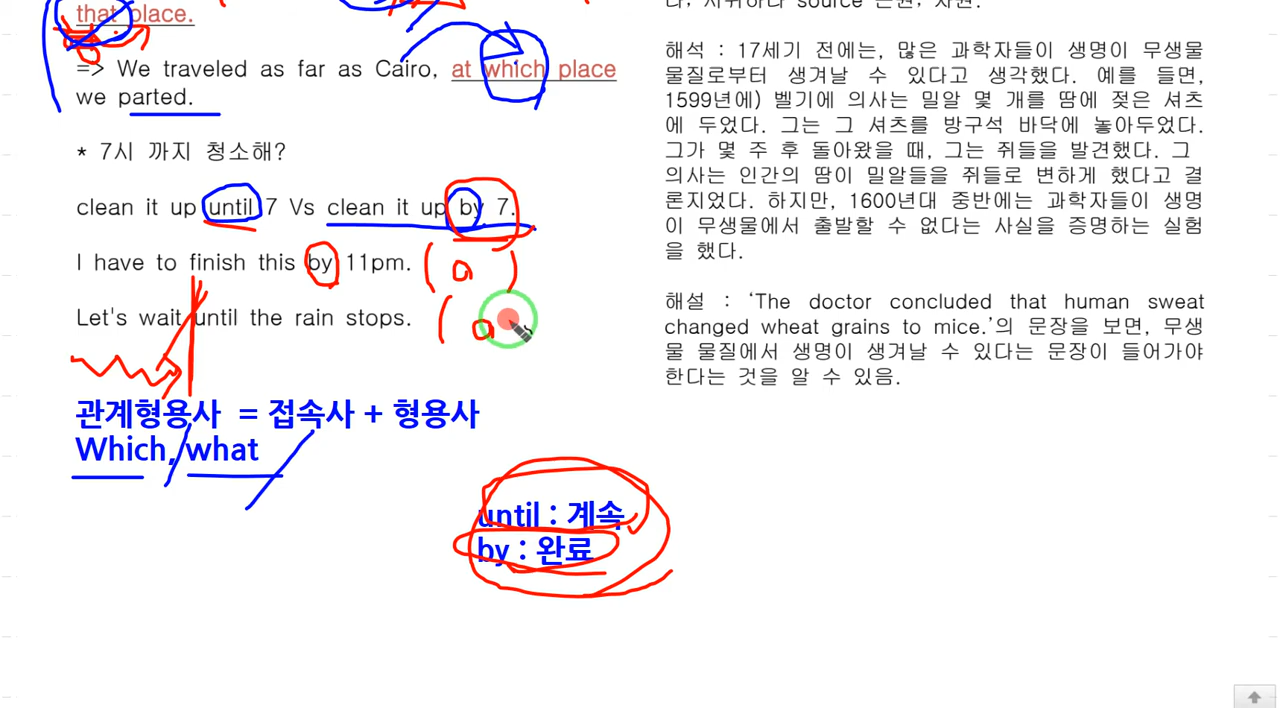 that place.
=> We traveled as far as Cairo, at which place
we parted.
* 7시 까지 청소해?
clean it up until 7 Vs clean it up by 7.
I have to finish this by 11pm. ( a )
Let's wait until the rain stops. ( a
관계형용사 = 접속사 + 형용사
Which, what
until : 계속
by : 완료
source 근원, 자원.
해석 : 17세기 전에는, 많은 과학자들이 생명이 무생물
물질로부터 생겨날 수 있다고 생각했다. 예를 들면,
1599년에) 벨기에 의사는 밀알 몇 개를 땀에 젖은 셔츠
에 두었다. 그는 그 셔츠를 방구석 바닥에 놓아두었다.
그가 몇 주 후 돌아왔을 때, 그는 쥐들을 발견했다. 그
의사는 인간의 땀이 밀알들을 쥐들로 변하게 했다고 결
론지었다. 하지만, 1600년대 중반에는 과학자들이 생명
이 무생물에서 출발할 수 없다는 사실을 증명하는 실험
을 했다.
해설 : ‘The doctor concluded that human sweat
changed wheat grains to mice.’의 문장을 보면, 무생
물 물질에서 생명이 생겨날 수 있다는 문장이 들어가야
한다는 것을 알 수 있음.